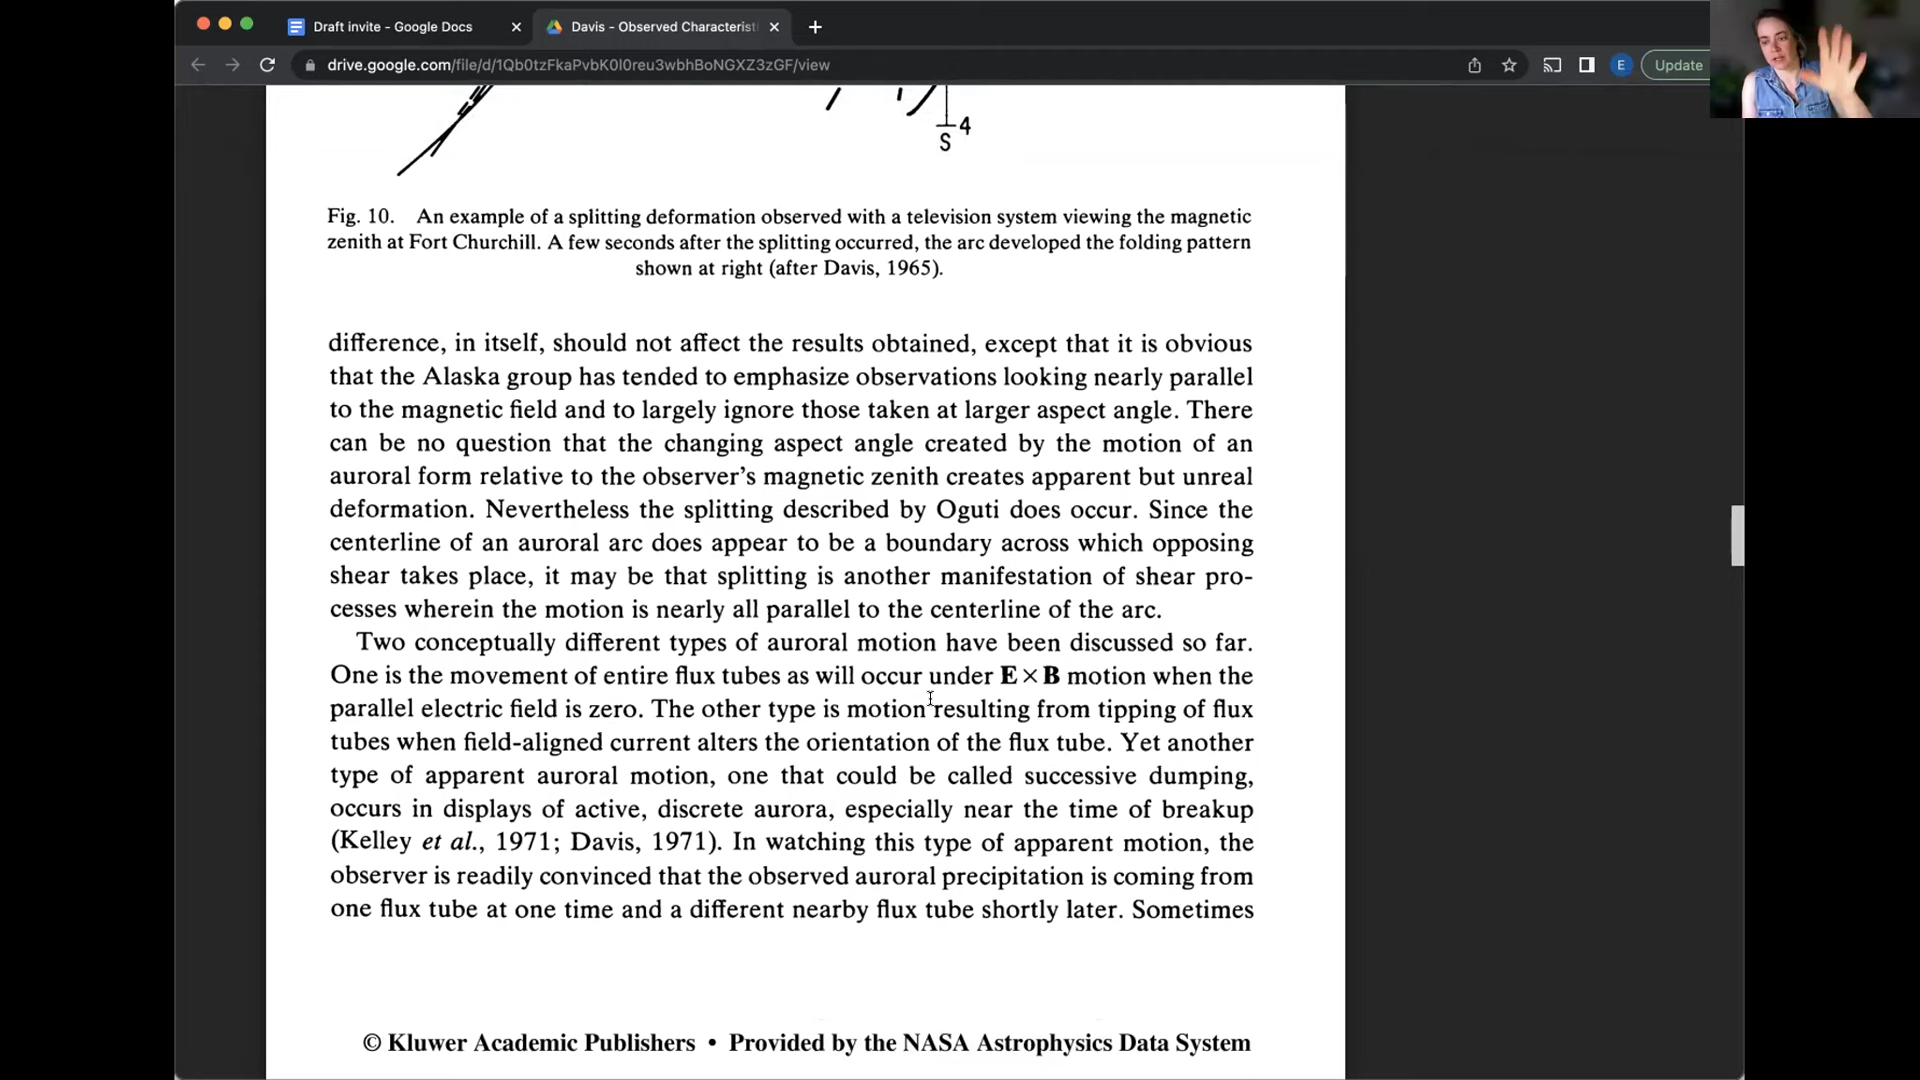 Draft invite - Google Docs
Davis - Observed Characterist
drive.google.com/file/d/1Qb0tzFkaPvbK0l0reu3wbhBoNGXZ3zGF/view
E
Update
4
S
Fig. 10. An example of a splitting deformation observed with a television system viewing the magnetic
zenith at Fort Churchill. A few seconds after the splitting occurred, the arc developed the folding pattern
shown at right (after Davis, 1965).
difference, in itself, should not affect the results obtained, except that it is obvious
that the Alaska group has tended to emphasize observations looking nearly parallel
to the magnetic field and to largely ignore those taken at larger aspect angle. There
can be no question that the changing aspect angle created by the motion of an
auroral form relative to the observer's magnetic zenith creates apparent but unreal
deformation. Nevertheless the splitting described by Oguti does occur. Since the
centerline of an auroral arc does appear to be a boundary across which opposing
shear takes place, it may be that splitting is another manifestation of shear pro-
cesses wherein the motion is nearly all parallel to the centerline of the arc.
Two conceptually different types of auroral motion have been discussed so far.
One is the movement of entire flux tubes as will occur under E×B motion when the
parallel electric field is zero. The other type is motion resulting from tipping of flux
tubes when field-aligned current alters the orientation of the flux tube. Yet another
type of apparent auroral motion, one that could be called successive dumping,
occurs in displays of active, discrete aurora, especially near the time of breakup
(Kelley et al., 1971; Davis, 1971). In watching this type of apparent motion, the
observer is readily convinced that the observed auroral precipitation is coming from
one flux tube at one time and a different nearby flux tube shortly later. Sometimes
© Kluwer Academic Publishers • Provided by the NASA Astrophysics Data System